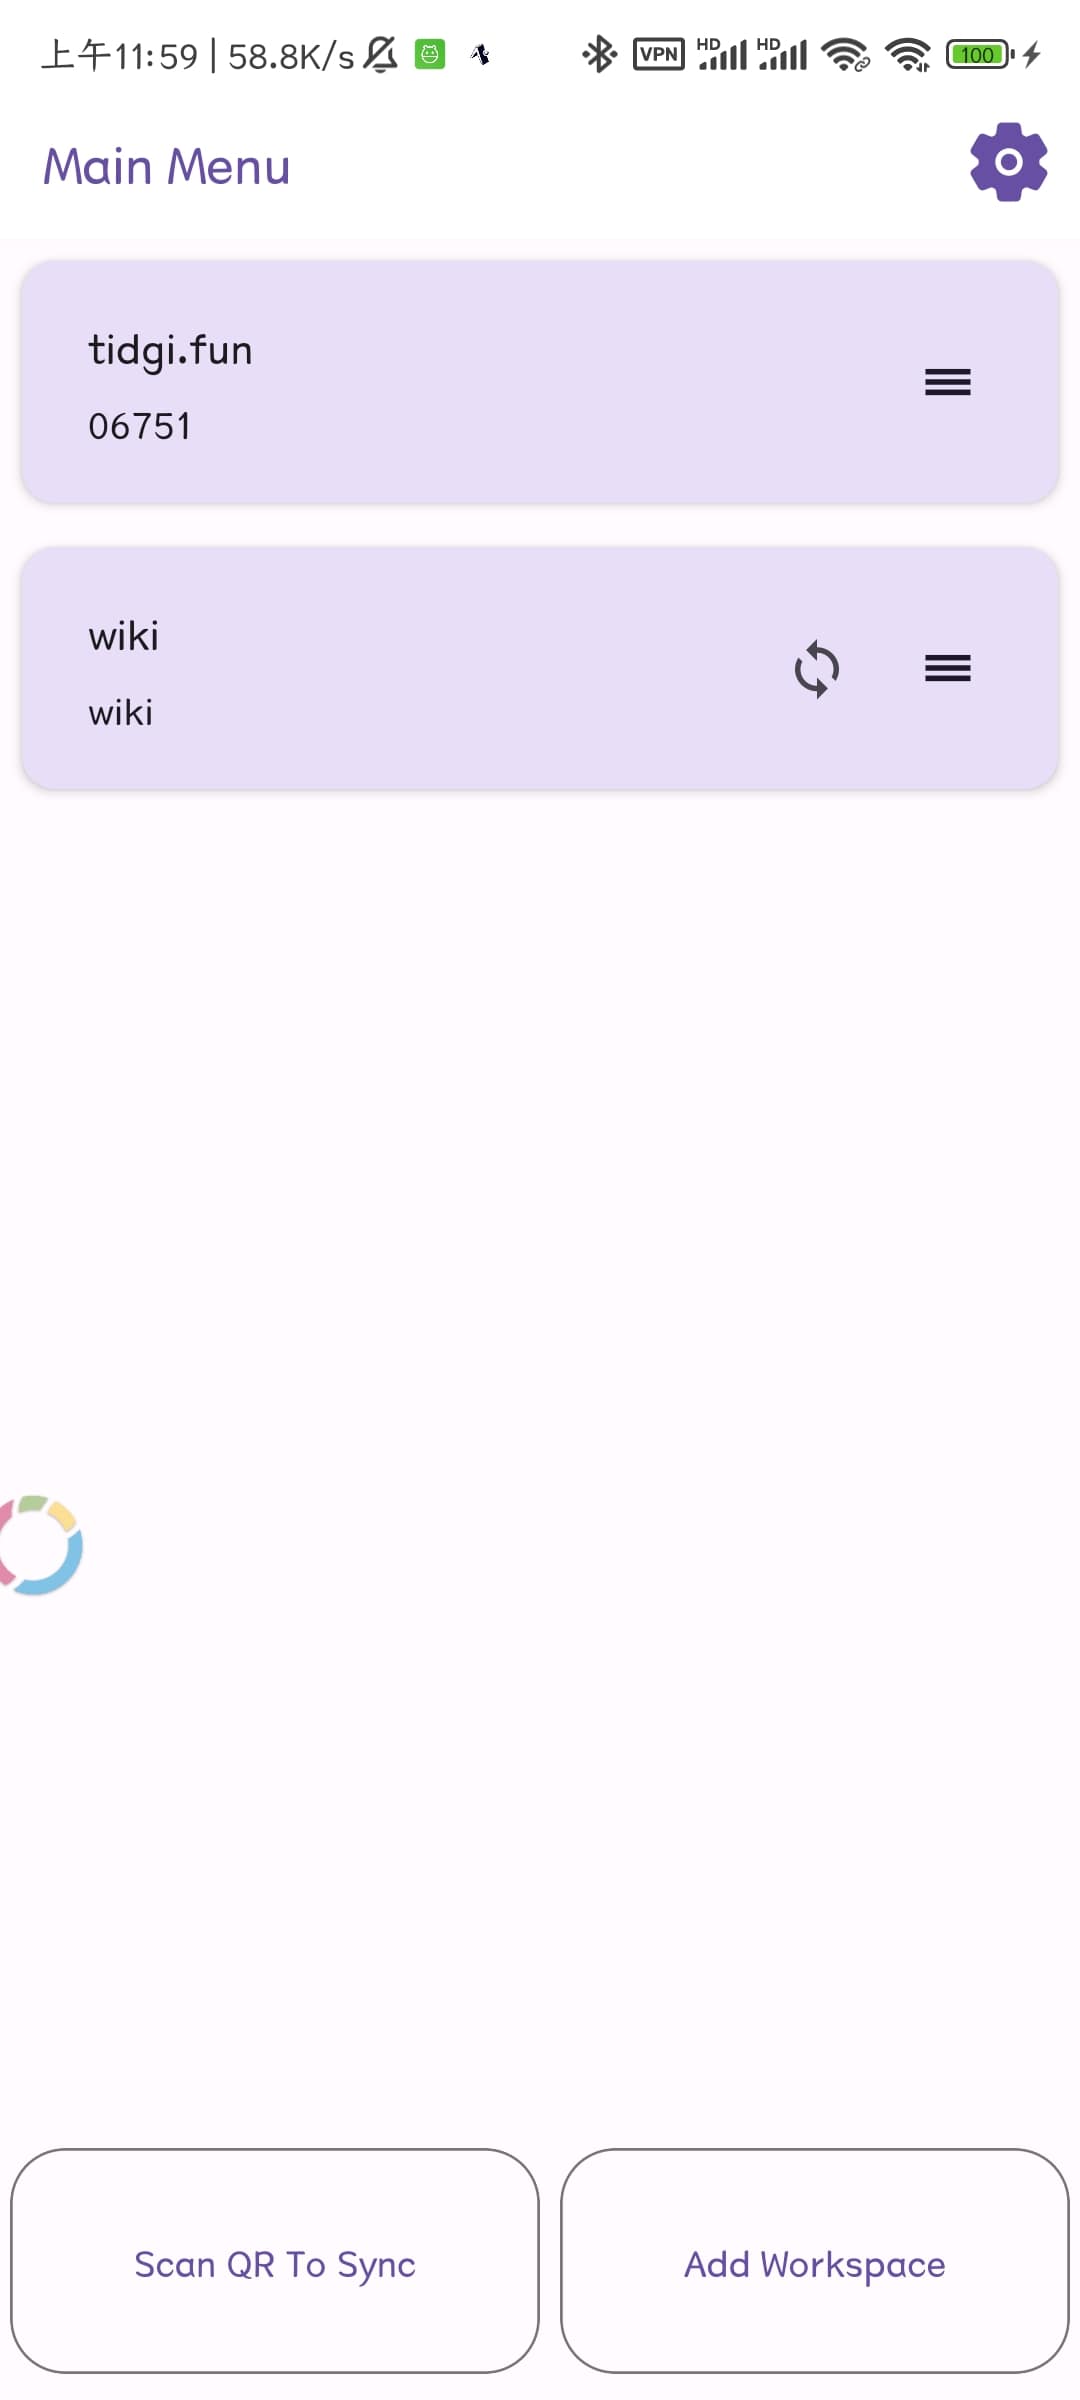 上午11:59 | 58.8K/s VPN HD HD 100
Main Menu
tidgi.fun
06751
wiki
wiki
Scan QR To Sync
Add Workspace